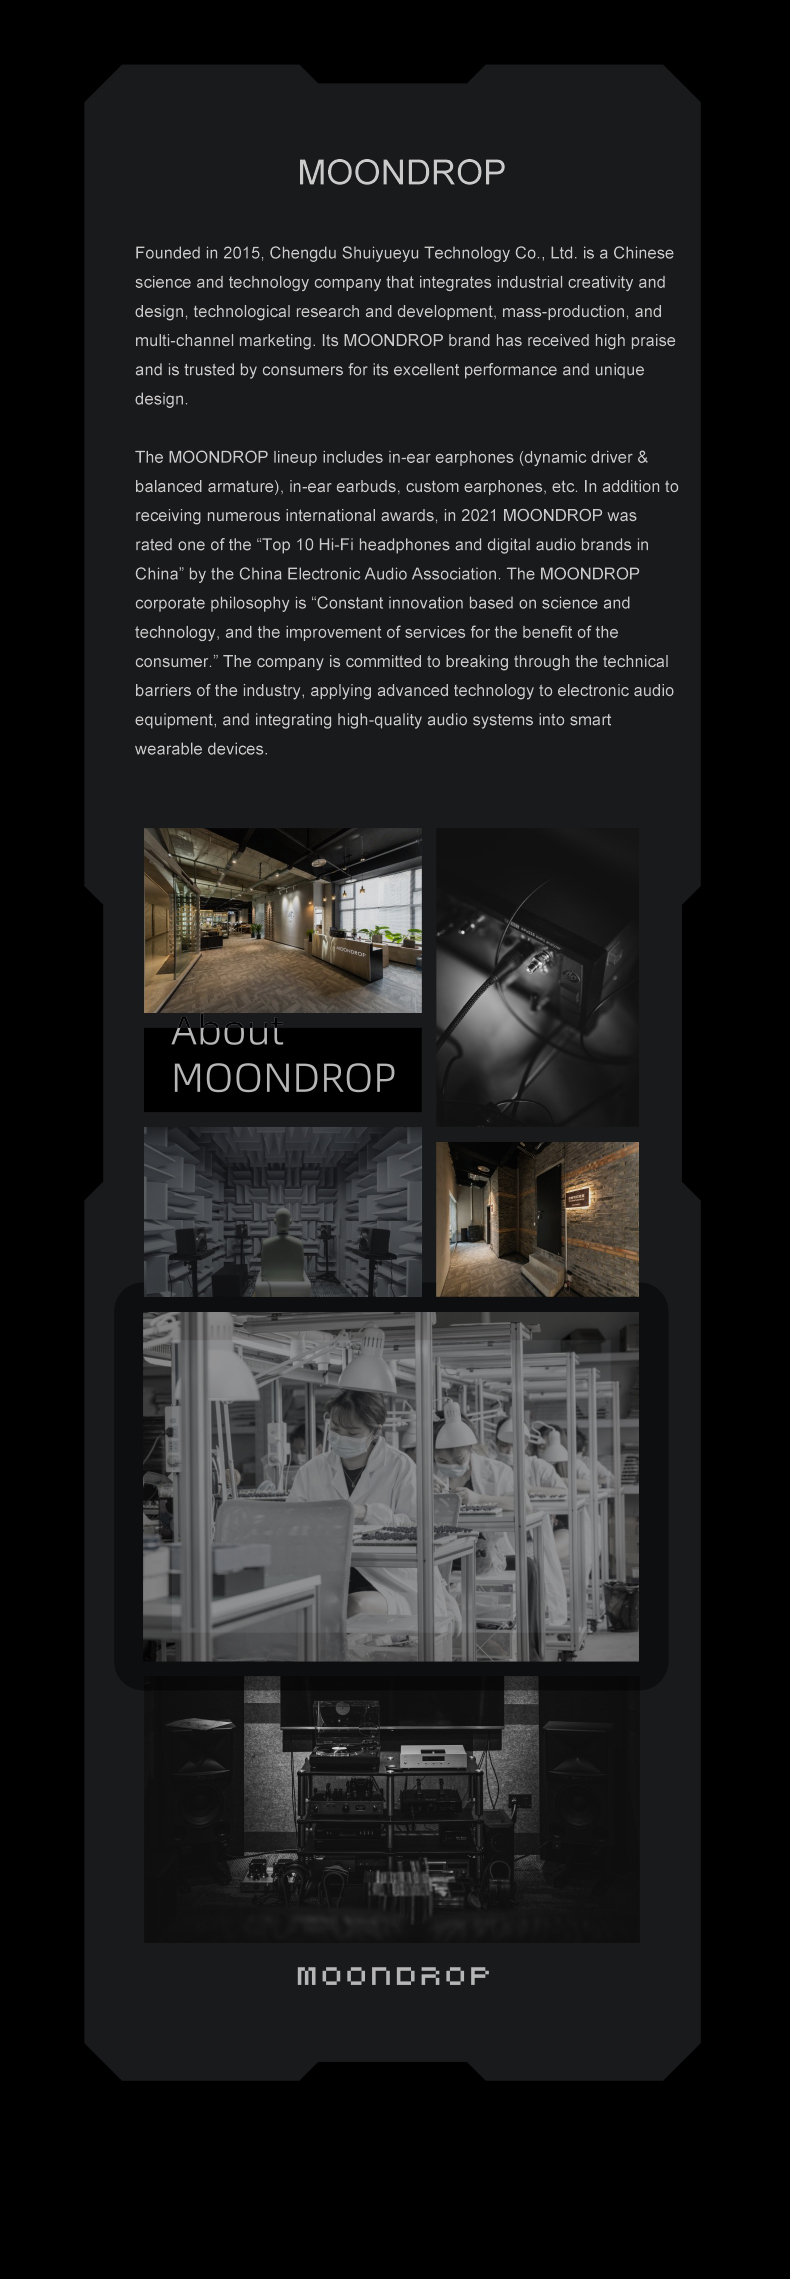 MOONDROP
Founded in 2015, Chengdu Shuiyueyu Technology Co., Ltd. is a Chinese
science and technology company that integrates industrial creativity and
design, technological research and development, mass-production, and
multi-channel marketing. Its MOONDROP brand has received high praise
and is trusted by consumers for its excellent performance and unique
design.
The MOONDROP lineup includes in-ear earphones (dynamic driver &
balanced armature), in-ear earbuds, custom earphones, etc. In addition to
receiving numerous international awards, in 2021 MOONDROP was
rated one of the “Top 10 Hi-Fi headphones and digital audio brands in
China” by the China Electronic Audio Association. The MOONDROP
corporate philosophy is “Constant innovation based on science and
technology, and the improvement of services for the benefit of the
consumer.” The company is committed to breaking through the technical
barriers of the industry, applying advanced technology to electronic audio
equipment, and integrating high-quality audio systems into smart
wearable devices.
MOONDROP
About
MOONDROP
MOONDROP